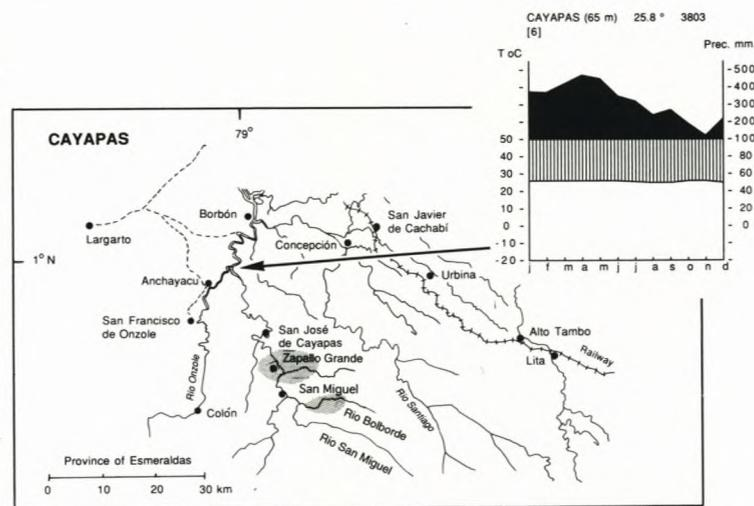 CAYAPAS (65 m) 25.8 ° 3803
[6]
T oC
Prec. mm
500
400
300
200
100
80
60
40
20
0
50
40
30
20
10
0
-10
-20
j f m a m j j a s o n d
79°
CAYAPAS
1° N
Borbón
Largarto
San Javier
de Cachabí
Concepción
Urbina
Anchayacu
San Francisco
de Onzole
San José
de Cayapas
Zapallo Grande
San Miguel
Alto Tambo
Railway
Lita
Río Onzole
Colón
Rio Bolborde
Rio San Miguel
Río Santiago
Province of Esmeraldas
0 10 20 30 km